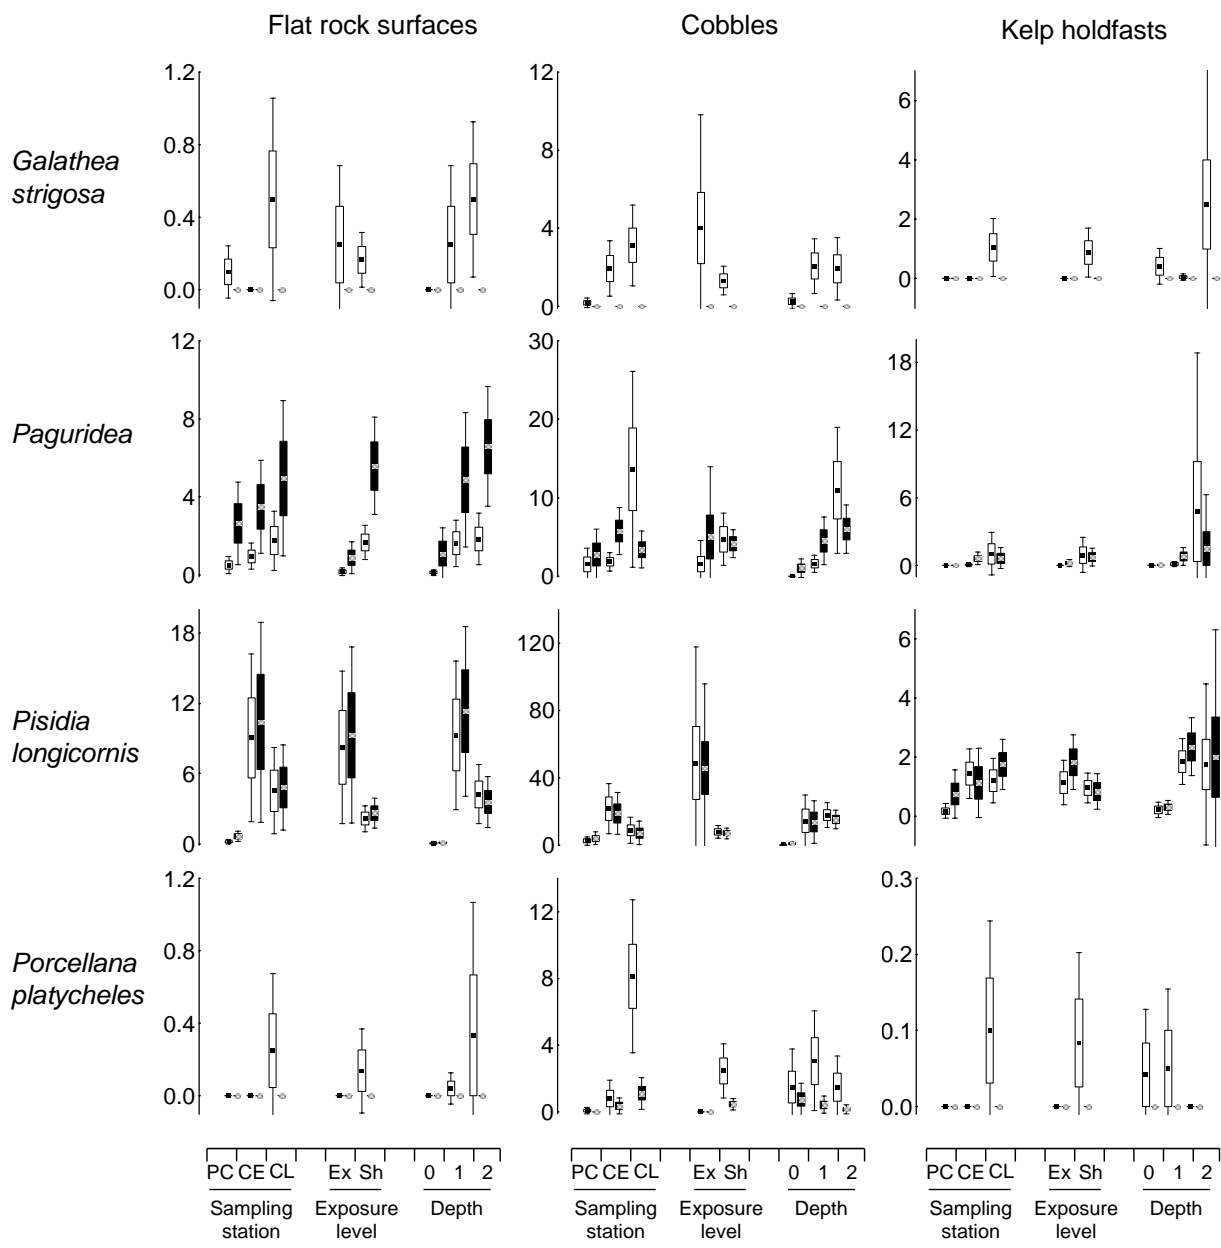 Flat rock surfaces
Cobbles
Kelp holdfasts
Galathea
strigosa
1.2
0.8
0.4
0.0
12
8
4
0
6
4
2
0
Paguridea
12
8
4
0
30
20
10
0
18
12
6
0
Pisidia
longicornis
18
12
6
0
120
80
40
0
6
4
2
0
Porcellana
platycheles
1.2
0.8
0.4
0.0
12
8
4
0
0.3
0.2
0.1
0.0
PC CE CL Ex Sh 0 1 2
PC CE CL Ex Sh 0 1 2
PC CE CL Ex Sh 0 1 2
Sampling
station
Exposure
level
Depth
Sampling
station
Exposure
level
Depth
Sampling
station
Exposure
level
Depth